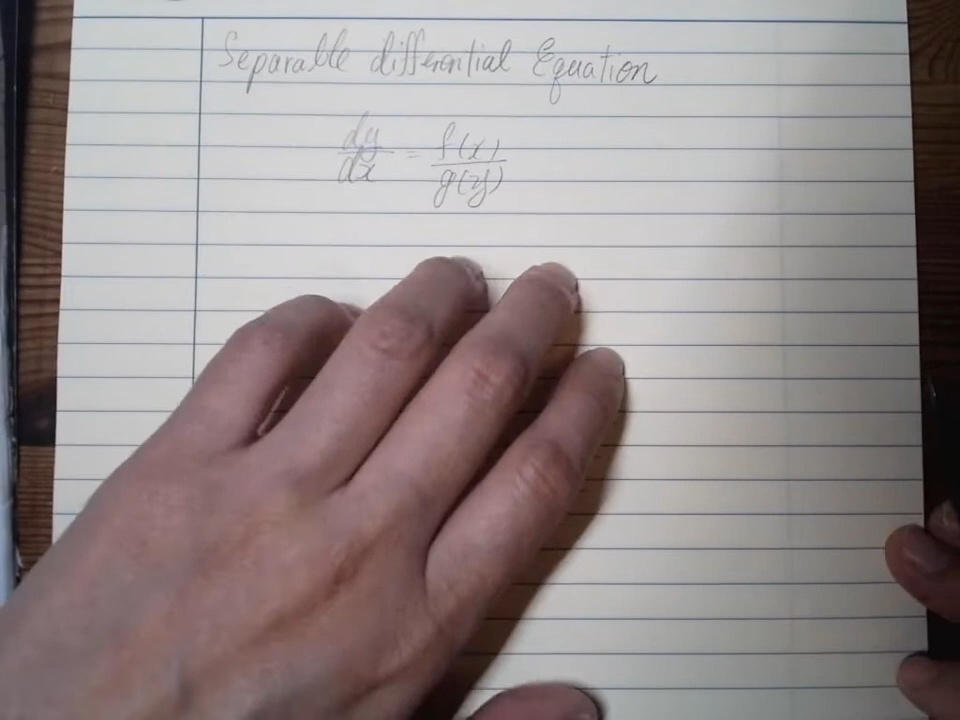 Separable differential Equation
dy/dx = f(x)/g(y)